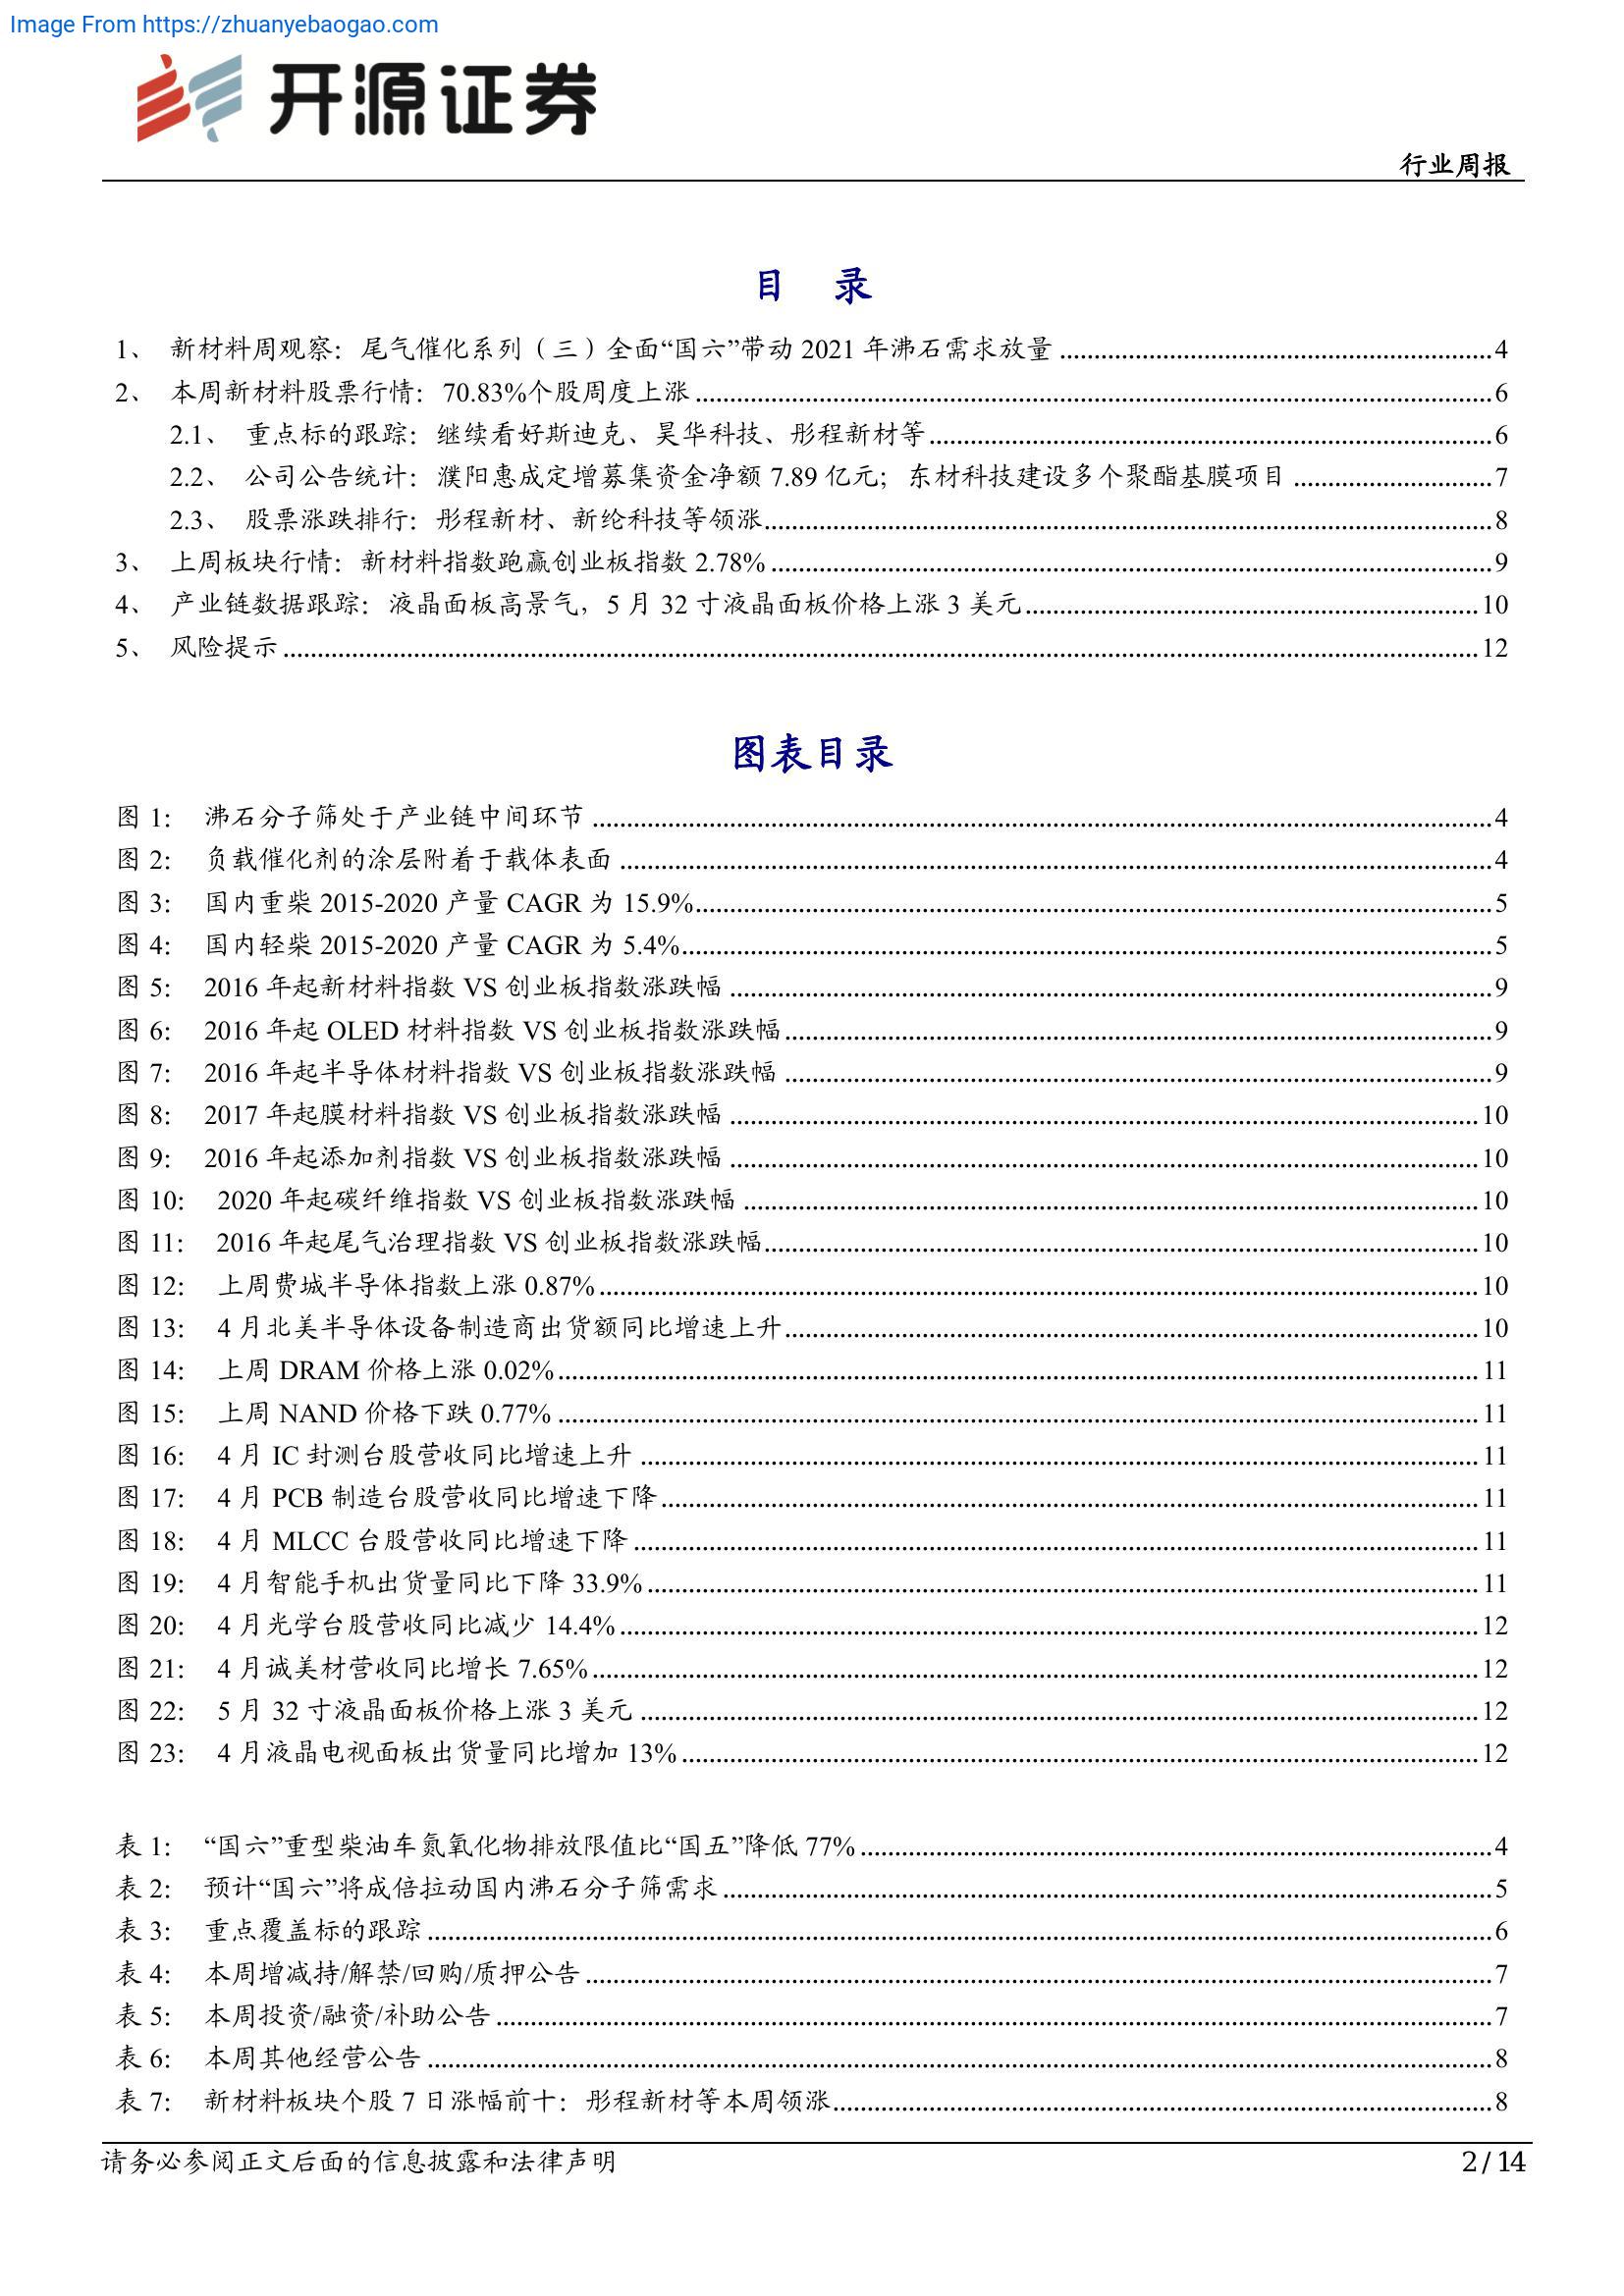 Image From https://zhuanyebaogao.com
开源证券
行业周报
目 录
1、 新材料周观察：尾气催化系列（三）全面“国六”带动 2021 年沸石需求放量 4
2、 本周新材料股票行情：70.83%个股周度上涨 6
2.1、 重点标的跟踪：继续看好斯迪克、昊华科技、彤程新材等 6
2.2、 公司公告统计：濮阳惠成定增募集资金净额 7.89 亿元；东材科技建设多个聚酯基膜项目 7
2.3、 股票涨跌排行：彤程新材、新纶科技等领涨 8
3、 上周板块行情：新材料指数跑赢创业板指数 2.78% 9
4、 产业链数据跟踪：液晶面板高景气，5 月 32 寸液晶面板价格上涨 3 美元 10
5、 风险提示 12
图表目录
图 1： 沸石分子筛处于产业链中间环节 4
图 2： 负载催化剂的涂层附着于载体表面 4
图 3： 国内重柴 2015-2020 产量 CAGR 为 15.9% 5
图 4： 国内轻柴 2015-2020 产量 CAGR 为 5.4% 5
图 5： 2016 年起新材料指数 VS 创业板指数涨跌幅 9
图 6： 2016 年起 OLED 材料指数 VS 创业板指数涨跌幅 9
图 7： 2016 年起半导体材料指数 VS 创业板指数涨跌幅 9
图 8： 2017 年起膜材料指数 VS 创业板指数涨跌幅 10
图 9： 2016 年起添加剂指数 VS 创业板指数涨跌幅 10
图 10： 2020 年起碳纤维指数 VS 创业板指数涨跌幅 10
图 11： 2016 年起尾气治理指数 VS 创业板指数涨跌幅 10
图 12： 上周费城半导体指数上涨 0.87% 10
图 13： 4 月北美半导体设备制造商出货额同比增速上升 10
图 14： 上周 DRAM 价格上涨 0.02% 11
图 15： 上周 NAND 价格下跌 0.77% 11
图 16： 4 月 IC 封测台股营收同比增速上升 11
图 17： 4 月 PCB 制造台股营收同比增速下降 11
图 18： 4 月 MLCC 台股营收同比增速下降 11
图 19： 4 月智能手机出货量同比下降 33.9% 11
图 20： 4 月光学台股营收同比减少 14.4% 12
图 21： 4 月诚美材营收同比增长 7.65% 12
图 22： 5 月 32 寸液晶面板价格上涨 3 美元 12
图 23： 4 月液晶电视面板出货量同比增加 13% 12
表 1： “国六”重型柴油车氮氧化物排放限值比“国五”降低 77% 4
表 2： 预计“国六”将成倍拉动国内沸石分子筛需求 5
表 3： 重点覆盖标的跟踪 6
表 4： 本周增减持/解禁/回购/质押公告 7
表 5： 本周投资/融资/补助公告 7
表 6： 本周其他经营公告 8
表 7： 新材料板块个股 7 日涨幅前十：彤程新材等本周领涨 8
请务必参阅正文后面的信息披露和法律声明
2 / 14